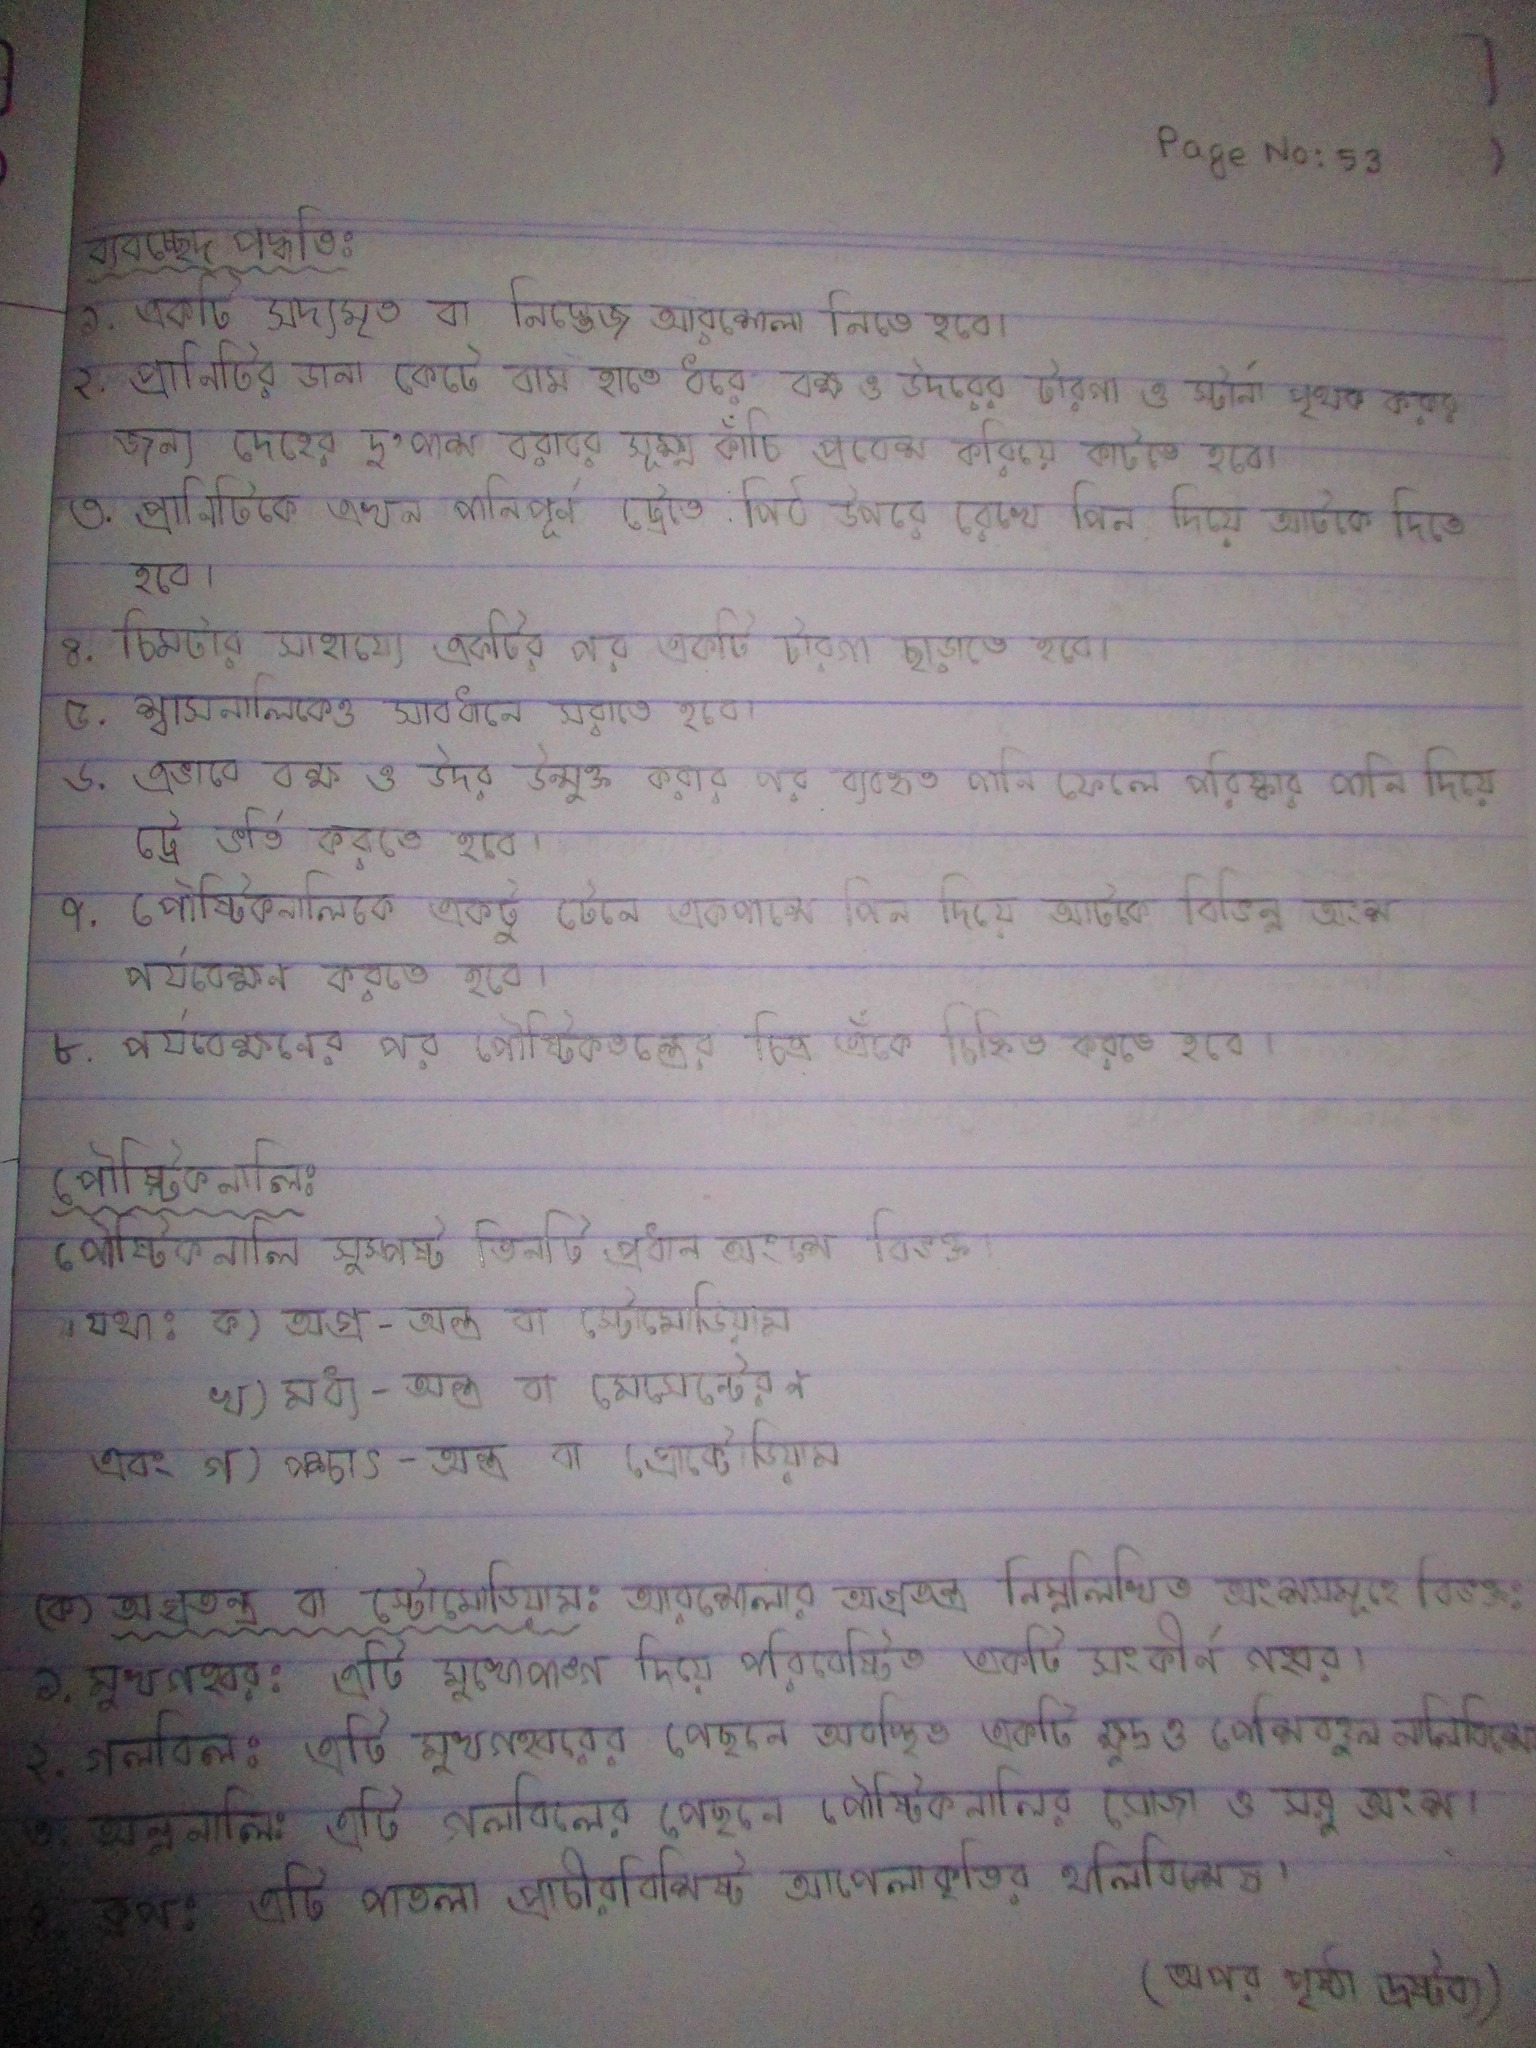 Page No: 53
ব্যবচ্ছেদ পদ্ধতিঃ
১. একটি সদ্যমৃত বা নিস্তেজ আরশোলা নিতে হবে।
২. প্রানিটির ডানা কেটে বাম হাতে ধরে বক্ষ ও উদরের টারগা ও স্টার্না পৃথক করার
জন্য দেহের দু'পাশ বরাবর সূক্ষ্ম কাঁচি প্রবেশ করিয়ে কাটতে হবে।
৩. প্রানিটিকে এখন পানিপূর্ন ট্রেতে পিঠ উপরে রেখে পিন দিয়ে আটকে দিতে
হবে।
৪. চিমটার সাহায্যে একটির পর একটি টারগা ছাড়াতে হবে।
৫. শ্বাসনালিকেও সাবধানে সরাতে হবে।
৬. এভাবে বক্ষ ও উদর উন্মুক্ত করার পর ব্যবহৃত পানি ফেলে পরিষ্কার পানি দিয়ে
ট্রে ভর্তি করতে হবে।
৭. পৌষ্টিকনালিকে একটু টেনে একপাশে পিন দিয়ে আটকে বিভিন্ন অংশ
পর্যবেক্ষন করতে হবে।
৮. পর্যবেক্ষনের পর পৌষ্টিকতন্ত্রের চিত্র এঁকে চিহ্নিত করতে হবে।
পৌষ্টিকনালিঃ
পৌষ্টিকনালি সুস্পষ্ট তিনটি প্রধান অংশে বিভক্ত।
যথাঃ ক) অগ্র-অন্ত্র বা স্টোমোডিয়াম
খ) মধ্য-অন্ত্র বা মেসেন্টেরন
এবং গ) পশ্চাৎ-অন্ত্র বা প্রোক্টোডিয়াম
(ক) অগ্রঅন্ত্র বা স্টোমোডিয়ামঃ আরশোলার অগ্রঅন্ত্র নিম্নলিখিত অংশসমূহে বিভক্তঃ
১. মুখগহ্বরঃ এটি মুখোপাঙ্গ দিয়ে পরিবেষ্টিত একটি সংকীর্ন গহ্বর।
২. গলবিলঃ এটি মুখগহ্বরের পেছনে অবস্থিত একটি ক্ষুদ্র ও পেশিবহুল নালিবিশেষ
৩. অন্ননালিঃ এটি গলবিলের পেছনে পৌষ্টিকনালির সোজা ও সরু অংশ।
৪. ক্রপঃ এটি পাতলা প্রাচীরবিশিষ্ট আপেলাকৃতির থলিবিশেষ।
(অপর পৃষ্ঠা দ্রষ্টব্য)